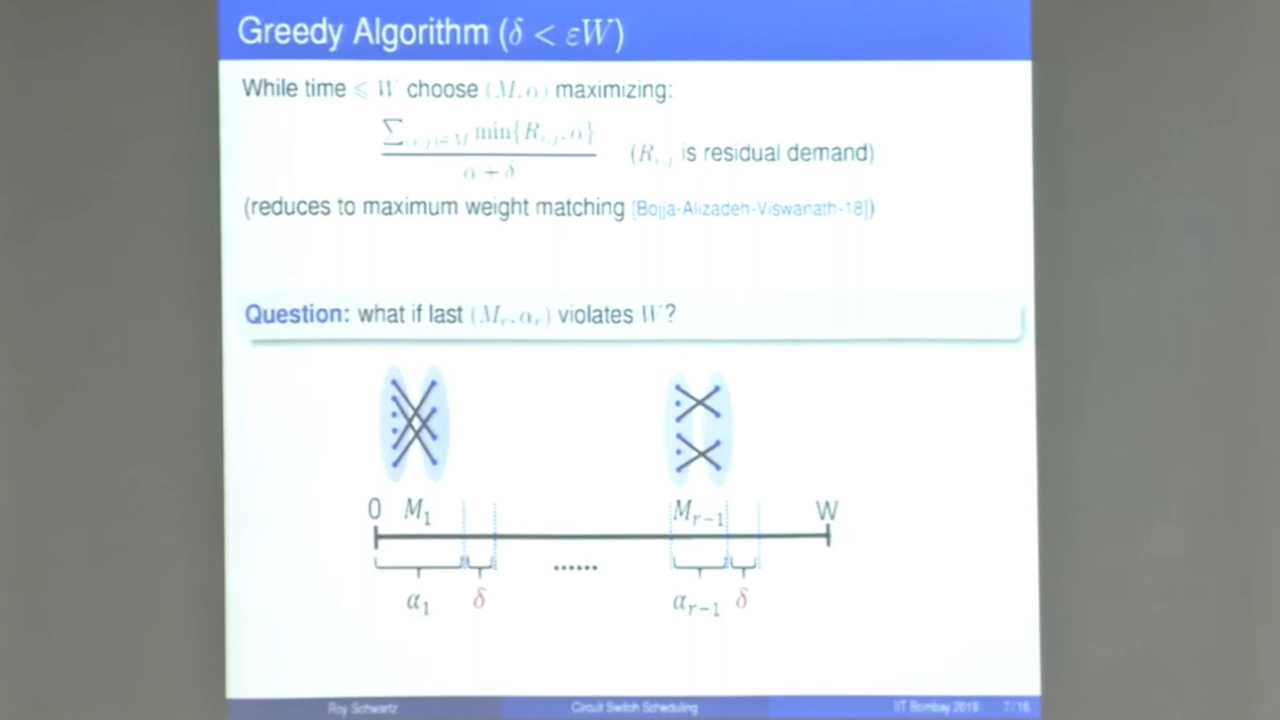 Greedy Algorithm (δ < εW)
While time ⩽ W choose (M, α) maximizing:
∑(i,j)∈M min{Ri,j, α}
α + δ
(Ri,j is residual demand)
(reduces to maximum weight matching [Bojja-Alizadeh-Viswanath-18])
Question: what if last (Mr, αr) violates W?
0 M1 Mr−1 W
......
α1 δ αr−1 δ
Roy Schwartz Circuit Switch Scheduling IIT Bombay 2019 7/16